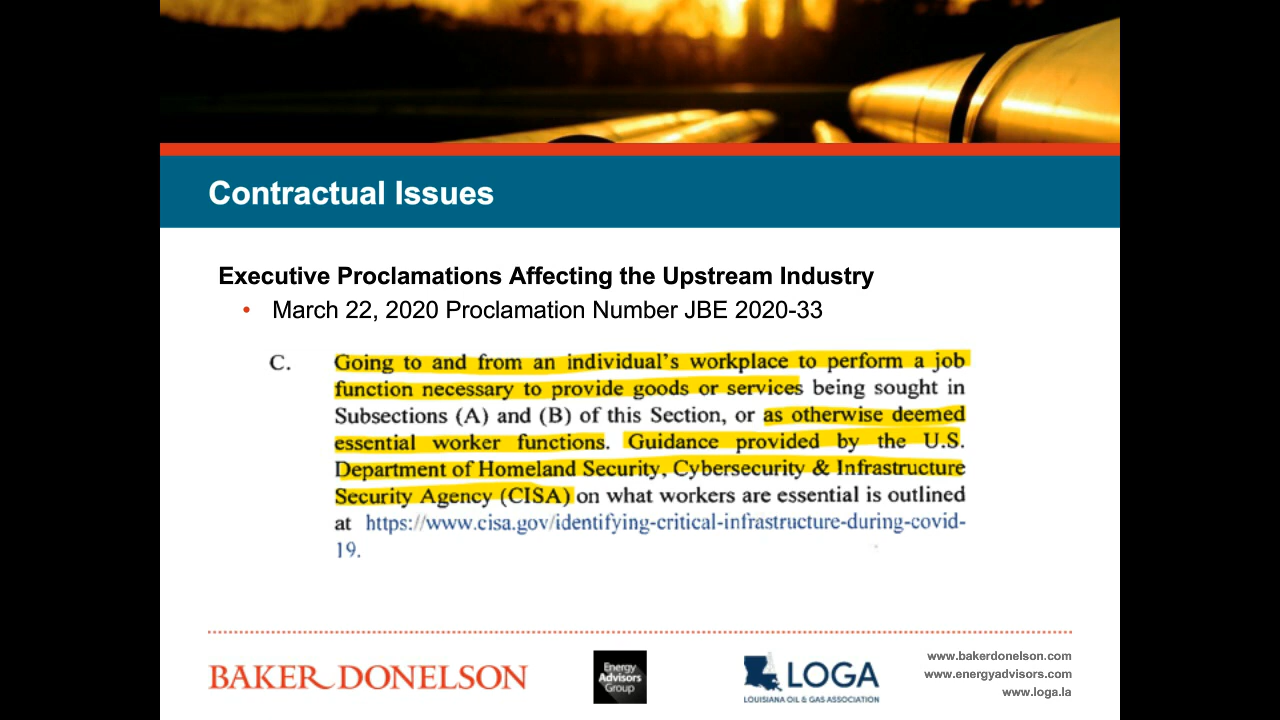 Contractual Issues
Executive Proclamations Affecting the Upstream Industry
• March 22, 2020 Proclamation Number JBE 2020-33
C. Going to and from an individual's workplace to perform a job
function necessary to provide goods or services being sought in
Subsections (A) and (B) of this Section, or as otherwise deemed
essential worker functions. Guidance provided by the U.S.
Department of Homeland Security, Cybersecurity & Infrastructure
Security Agency (CISA) on what workers are essential is outlined
at https://www.cisa.gov/identifying-critical-infrastructure-during-covid-
19.
BAKER DONELSON
Energy
Advisors
Group
LOGA
LOUISIANA OIL & GAS ASSOCIATION
www.bakerdonelson.com
www.energyadvisors.com
www.loga.la